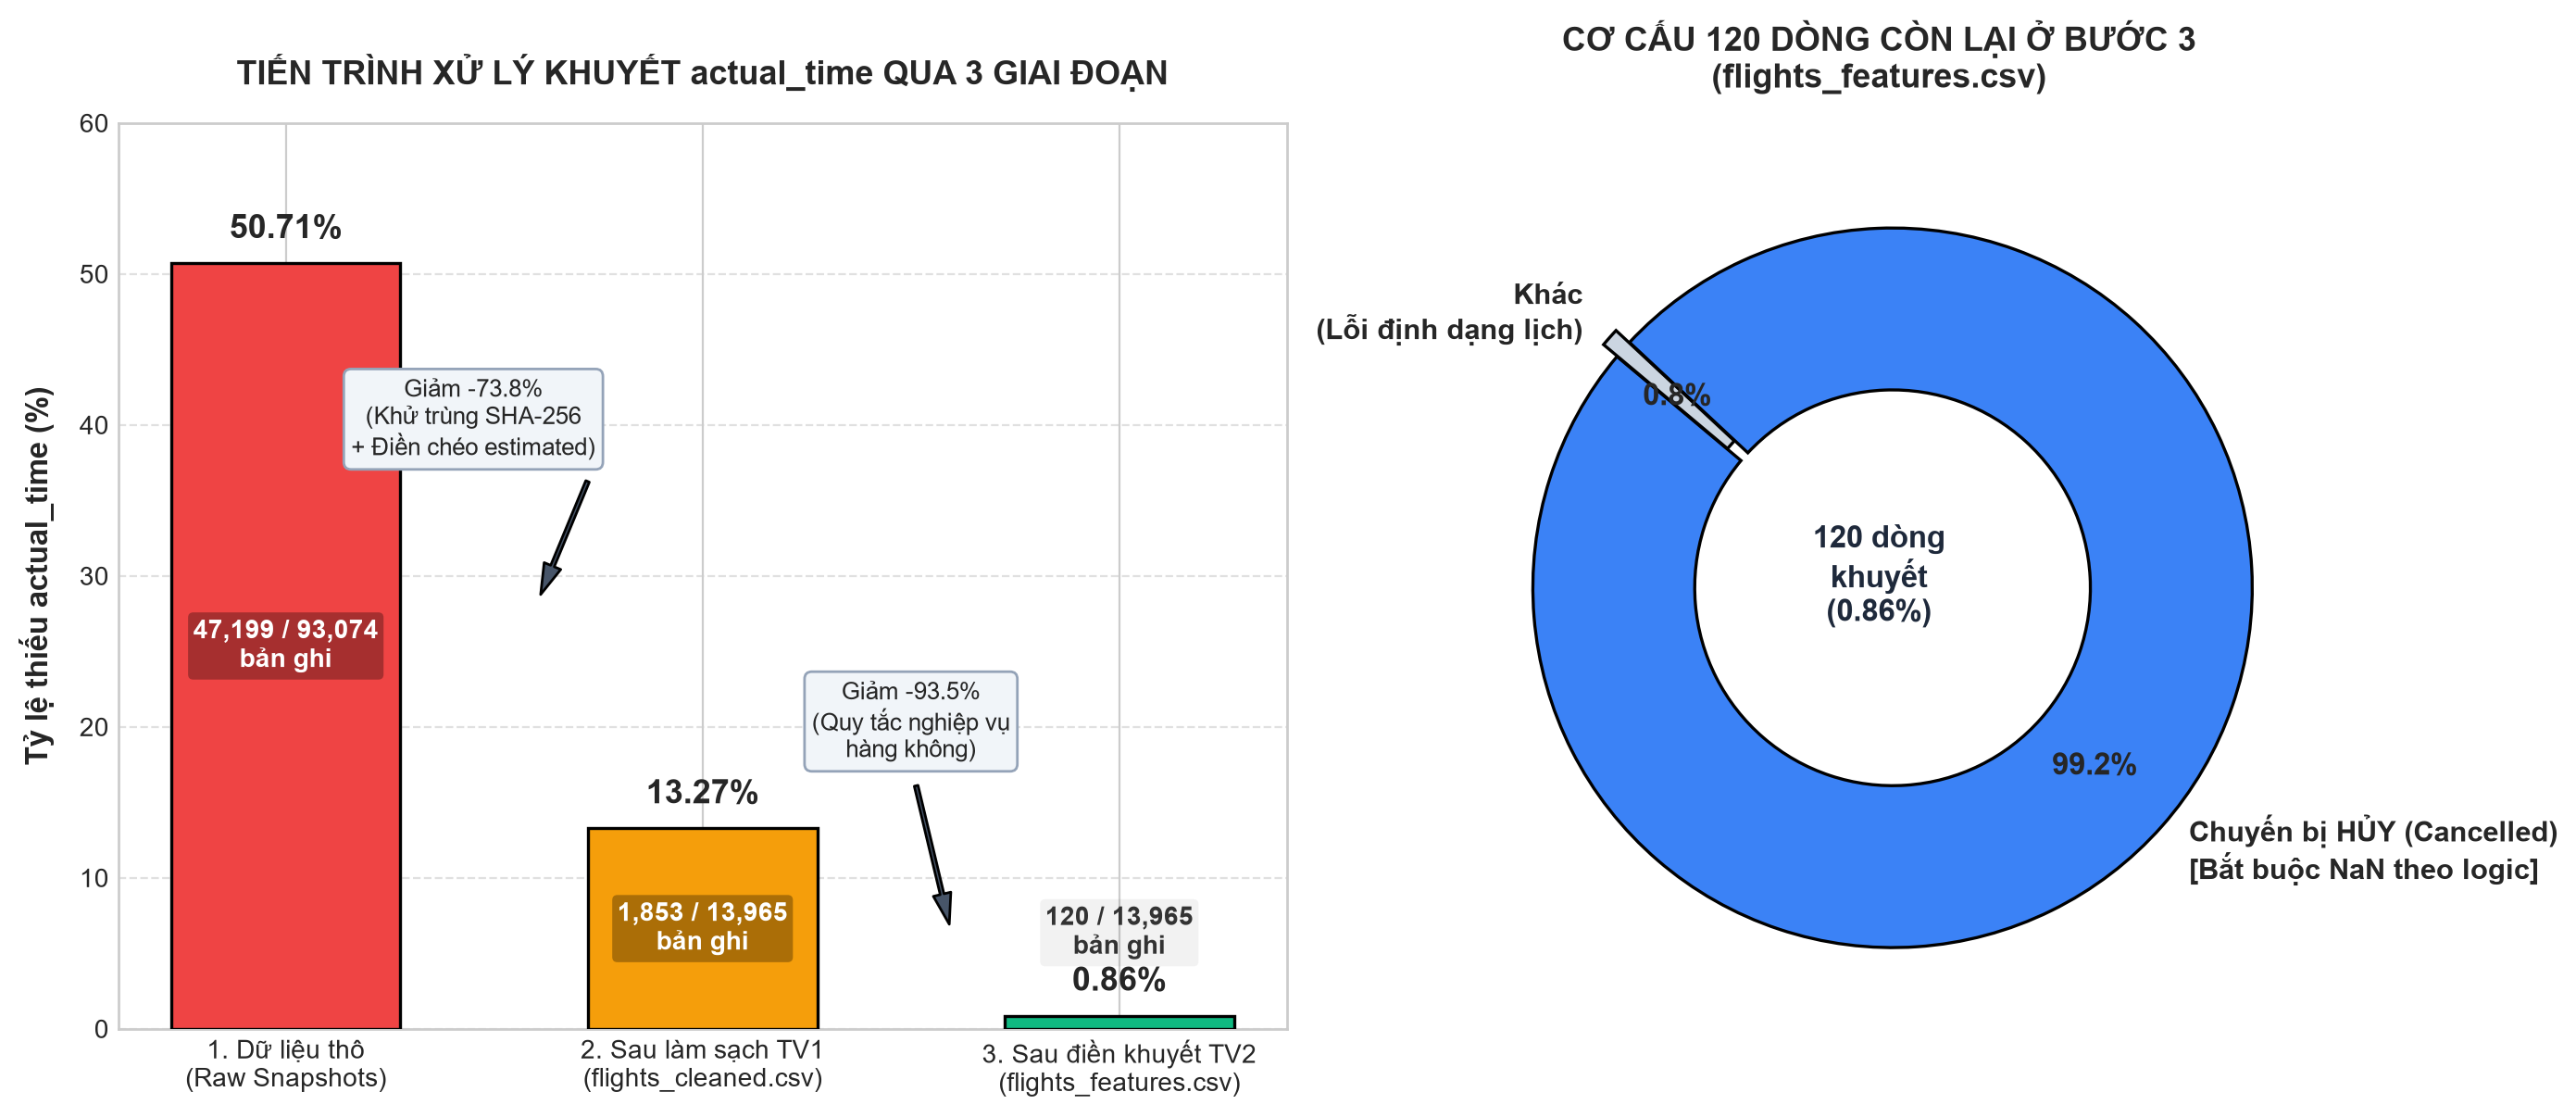 TIẾN TRÌNH XỬ LÝ KHUYẾT actual_time QUA 3 GIAI ĐOẠN
Tỷ lệ thiếu actual_time (%)
60
50
40
30
20
10
0
50.71%
47,199 / 93,074
bản ghi
Giảm -73.8%
(Khử trùng SHA-256
+ Điền chéo estimated)
13.27%
1,853 / 13,965
bản ghi
Giảm -93.5%
(Quy tắc nghiệp vụ
hàng không)
120 / 13,965
bản ghi
0.86%
1. Dữ liệu thô
(Raw Snapshots)
2. Sau làm sạch TV1
(flights_cleaned.csv)
3. Sau điền khuyết TV2
(flights_features.csv)
CƠ CẤU 120 DÒNG CÒN LẠI Ở BƯỚC 3
(flights_features.csv)
Khác
(Lỗi định dạng lịch)
0.8%
120 dòng
khuyết
(0.86%)
99.2%
Chuyến bị HỦY (Cancelled)
[Bắt buộc NaN theo logic]